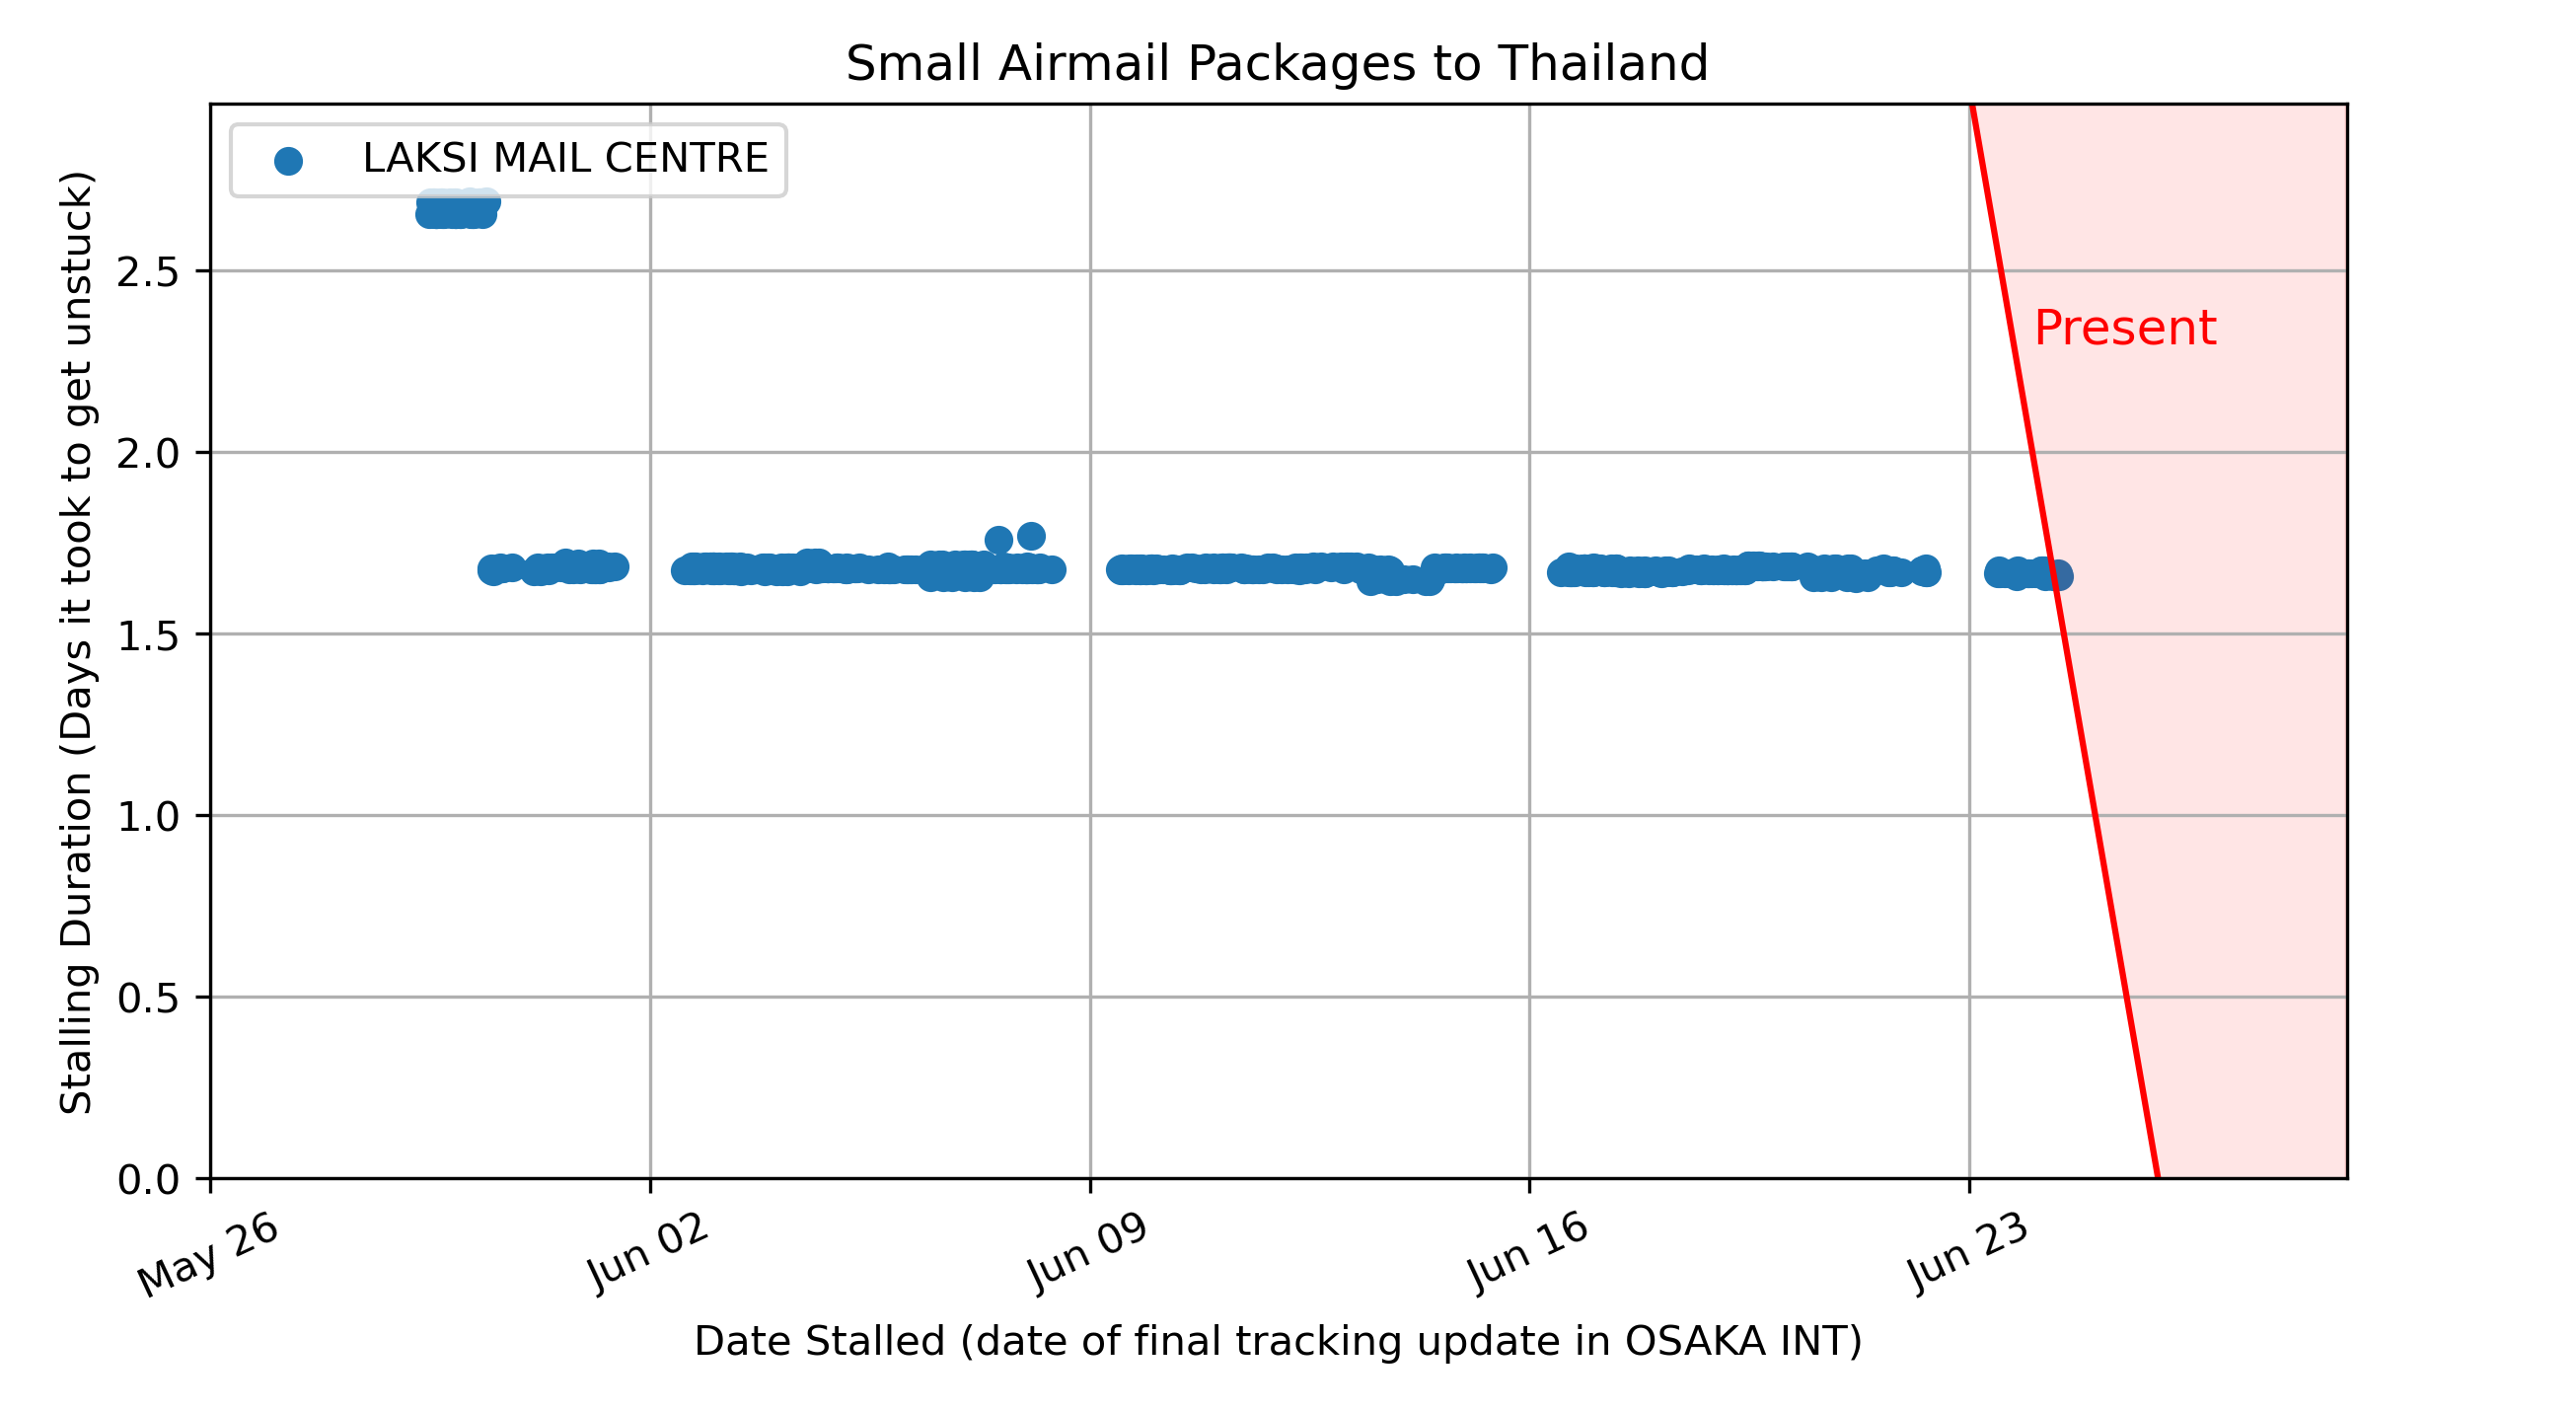 Small Airmail Packages to Thailand
LAKSI MAIL CENTRE
Present
Stalling Duration (Days it took to get unstuck)
2.5
2.0
1.5
1.0
0.5
0.0
May 26
Jun 02
Jun 09
Jun 16
Jun 23
Date Stalled (date of final tracking update in OSAKA INT)